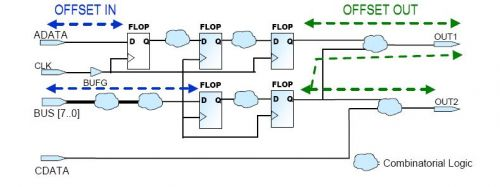 OFFSET IN
OFFSET OUT
FLOP
FLOP
FLOP
ADATA
D Q
D Q
D Q
OUT1
CLK
BUFG
FLOP
FLOP
BUS [7..0]
D Q
D Q
OUT2
CDATA
= Combinatorial Logic